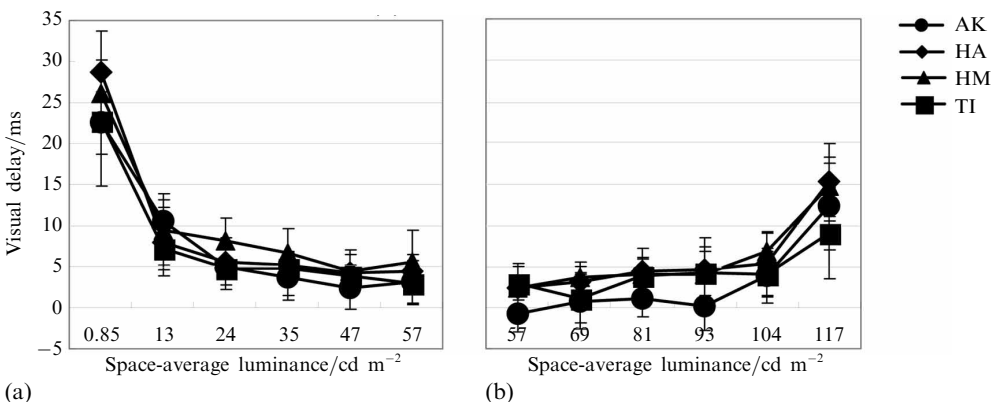 35
30
25
20
15
10
5
0
−5
Visual delay/ms
0.85 13 24 35 47 57
Space-average luminance/cd m−2
(a)
57 69 81 93 104 117
Space-average luminance/cd m−2
(b)
AK
HA
HM
TI